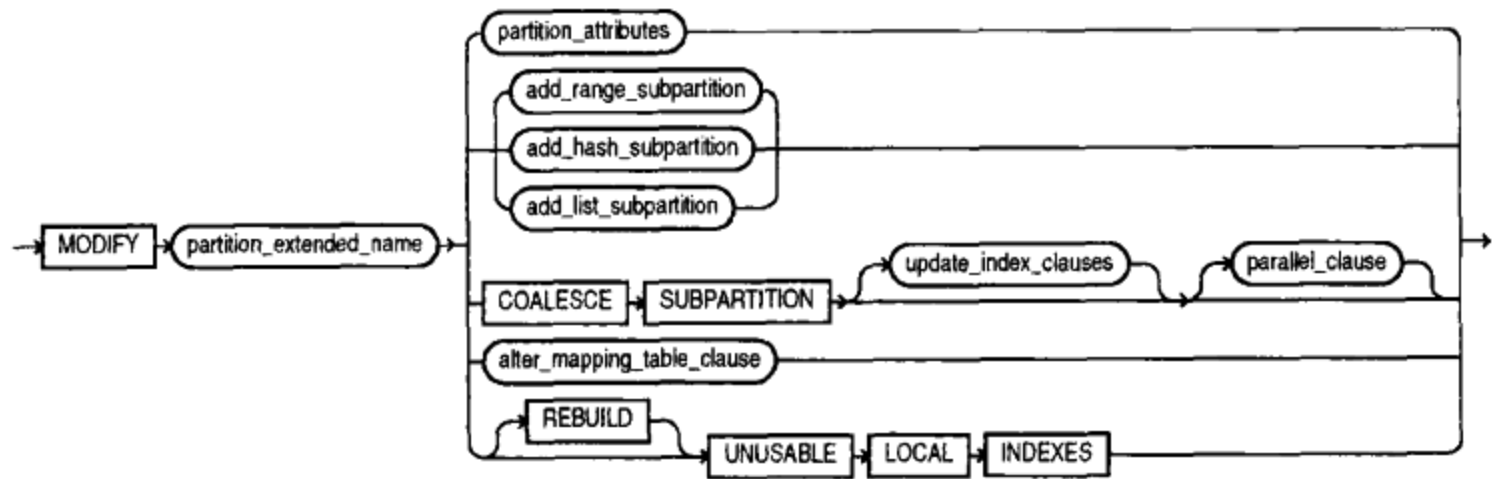 partition_attributes
add_range_subpartition
add_hash_subpartition
add_list_subpartition
MODIFY partition_extended_name
update_index_clauses parallel_clause
COALESCE SUBPARTITION
alter_mapping_table_clause
REBUILD
UNUSABLE LOCAL INDEXES